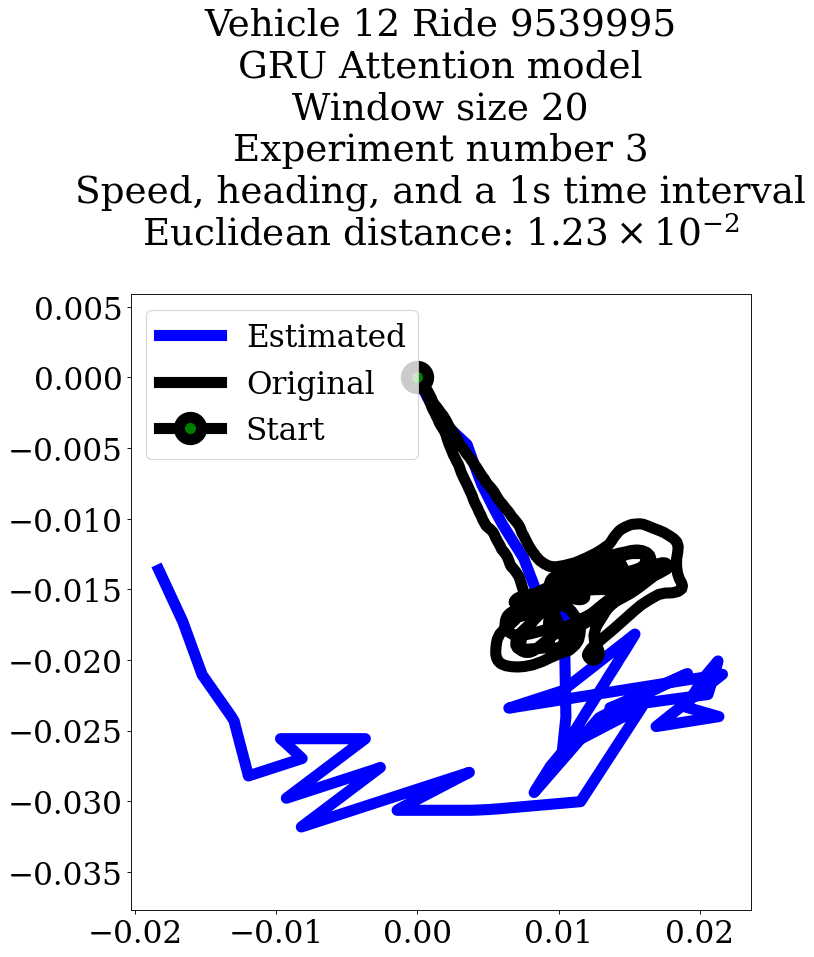 Vehicle 12 Ride 9539995
GRU Attention model
Window size 20
Experiment number 3
Speed, heading, and a 1s time interval
Euclidean distance: 1.23 × 10⁻²
0.005
0.000
−0.005
−0.010
−0.015
−0.020
−0.025
−0.030
−0.035
Estimated
Original
Start
−0.02 −0.01 0.00 0.01 0.02